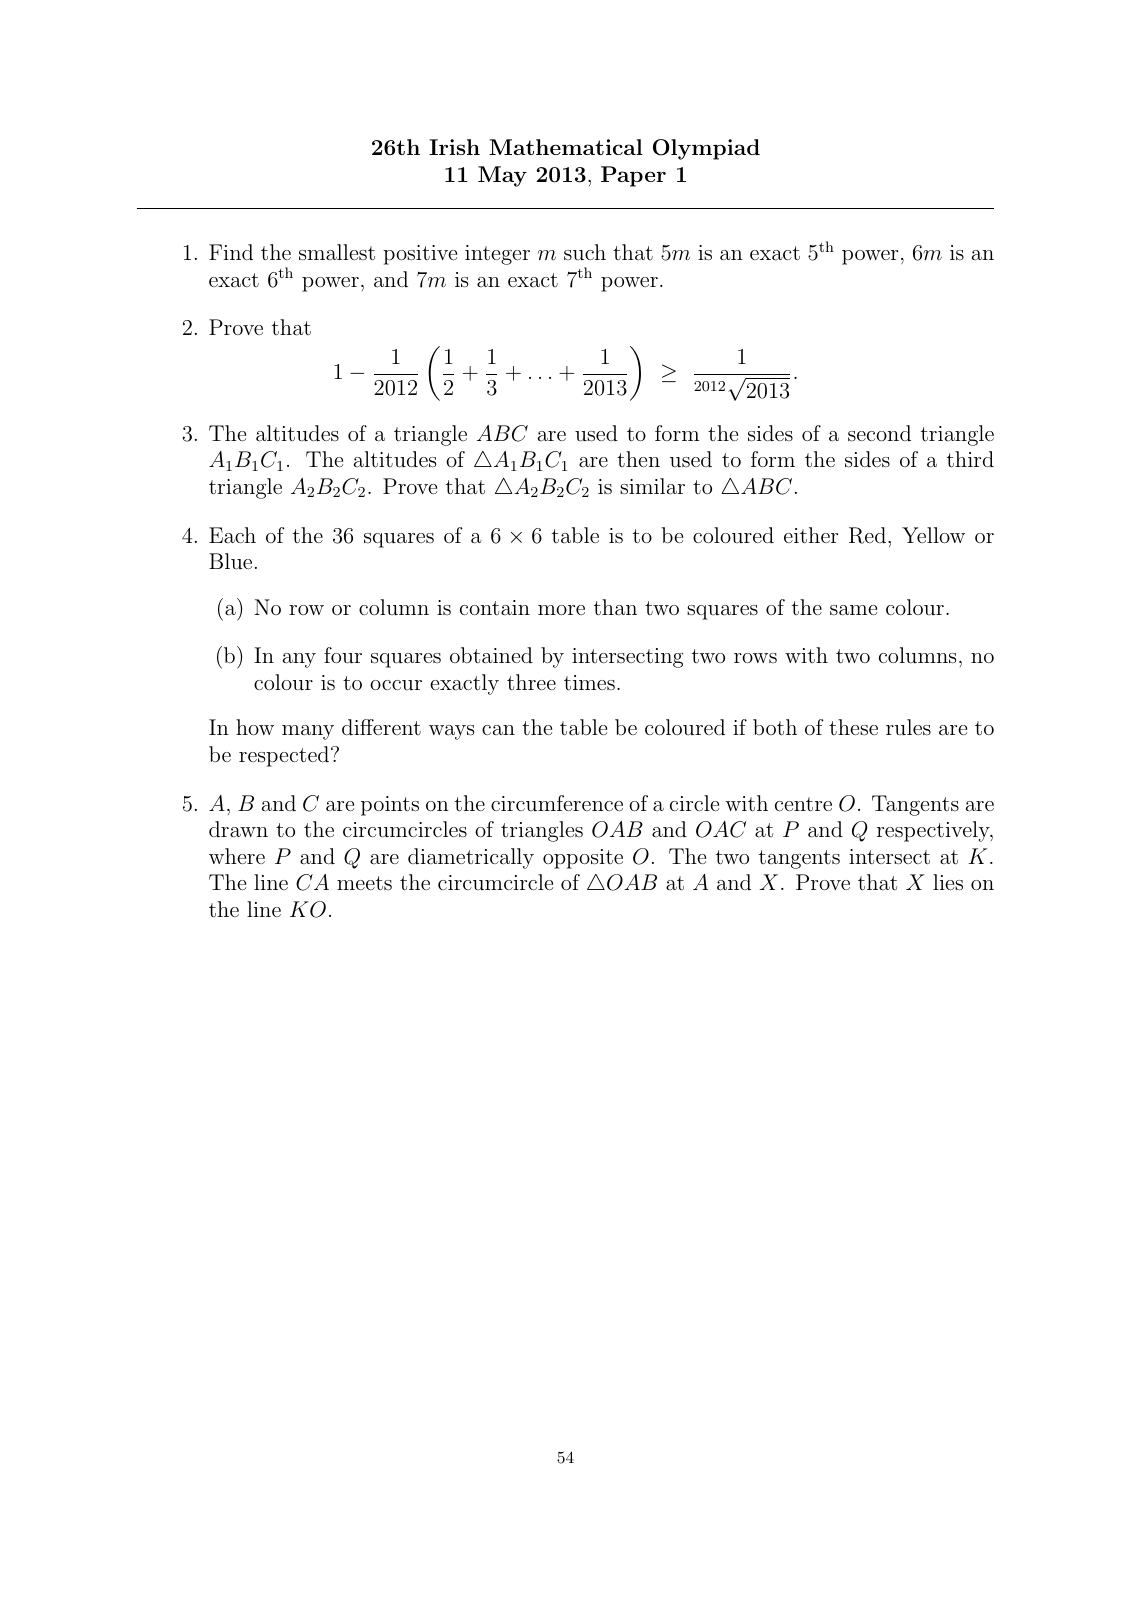 26th Irish Mathematical Olympiad
11 May 2013, Paper 1
1. Find the smallest positive integer m such that 5m is an exact 5th power, 6m is an
exact 6th power, and 7m is an exact 7th power.
2. Prove that
1 − 1/2012 (1/2 + 1/3 + . . . + 1/2013) ≥ 1/ 2012√2013.
3. The altitudes of a triangle ABC are used to form the sides of a second triangle
A₁B₁C₁. The altitudes of △A₁B₁C₁ are then used to form the sides of a third
triangle A₂B₂C₂. Prove that △A₂B₂C₂ is similar to △ABC.
4. Each of the 36 squares of a 6 × 6 table is to be coloured either Red, Yellow or
Blue.
(a) No row or column is contain more than two squares of the same colour.
(b) In any four squares obtained by intersecting two rows with two columns, no
colour is to occur exactly three times.
In how many different ways can the table be coloured if both of these rules are to
be respected?
5. A, B and C are points on the circumference of a circle with centre O. Tangents are
drawn to the circumcircles of triangles OAB and OAC at P and Q respectively,
where P and Q are diametrically opposite O. The two tangents intersect at K.
The line CA meets the circumcircle of △OAB at A and X. Prove that X lies on
the line KO.
54